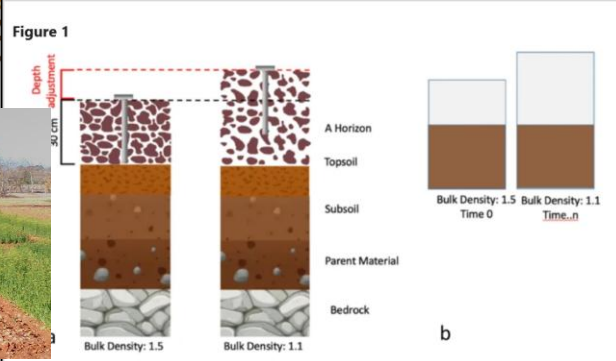 Figure 1
Depth
adjustment
30 cm
A Horizon
Topsoil
Subsoil
Parent Material
Bedrock
Bulk Density: 1.5
Bulk Density: 1.1
Bulk Density: 1.5
Time 0
Bulk Density: 1.1
Time..n
a
b